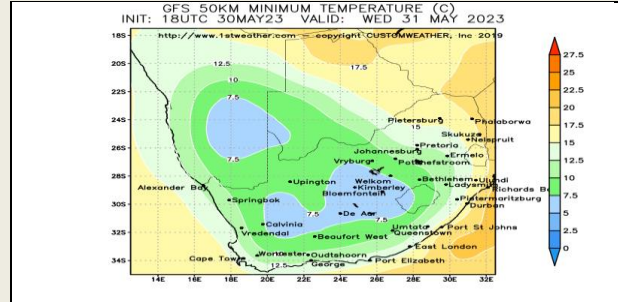 GFS 50KM MINIMUM TEMPERATURE (C)
INIT: 18UTC 30MAY23 VALID: WED 31 MAY 2023
http://www.1stweather.com – copyright CUSTOMWEATHER, Inc 2019
18S
20S
22S
24S
26S
28S
30S
32S
34S
12.5
10
7.5
17.5
7.5
15
7.5
7.5
12.5
Pietersburg
Phalaborwa
Skukuza
Nelspruit
Pretoria
Johannesburg
Ermelo
Vryburg
Potchefstroom
Welkom
Bethlehem
Ulundi
Alexander Bay
Upington
Kimberley
Ladysmith
Bloemfontein
Richards Ba
Springbok
Pietermaritzburg
De Aar
Durban
Calvinia
Vredendal
Umtata
Port St Johns
Beaufort West
Queenstown
East London
Cape Town
Worcester
Oudtshoorn
George
Port Elizabeth
14E 16E 18E 20E 22E 24E 26E 28E 30E 32E
27.5
25
22.5
20
17.5
15
12.5
10
7.5
5
2.5
0